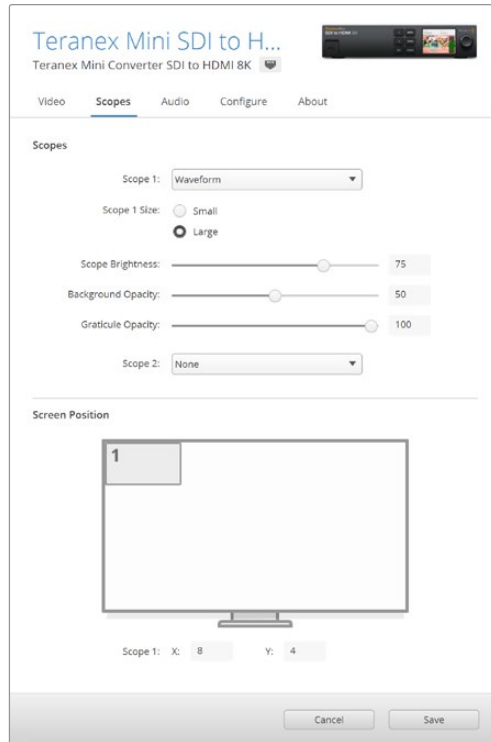 Teranex Mini SDI to H...
Teranex Mini Converter SDI to HDMI 8K
Video Scopes Audio Configure About
Scopes
Scope 1: Waveform
Scope 1 Size: Small
Large
Scope Brightness: 75
Background Opacity: 50
Graticule Opacity: 100
Scope 2: None
Screen Position
1
Scope 1: X: 8 Y: 4
Cancel Save